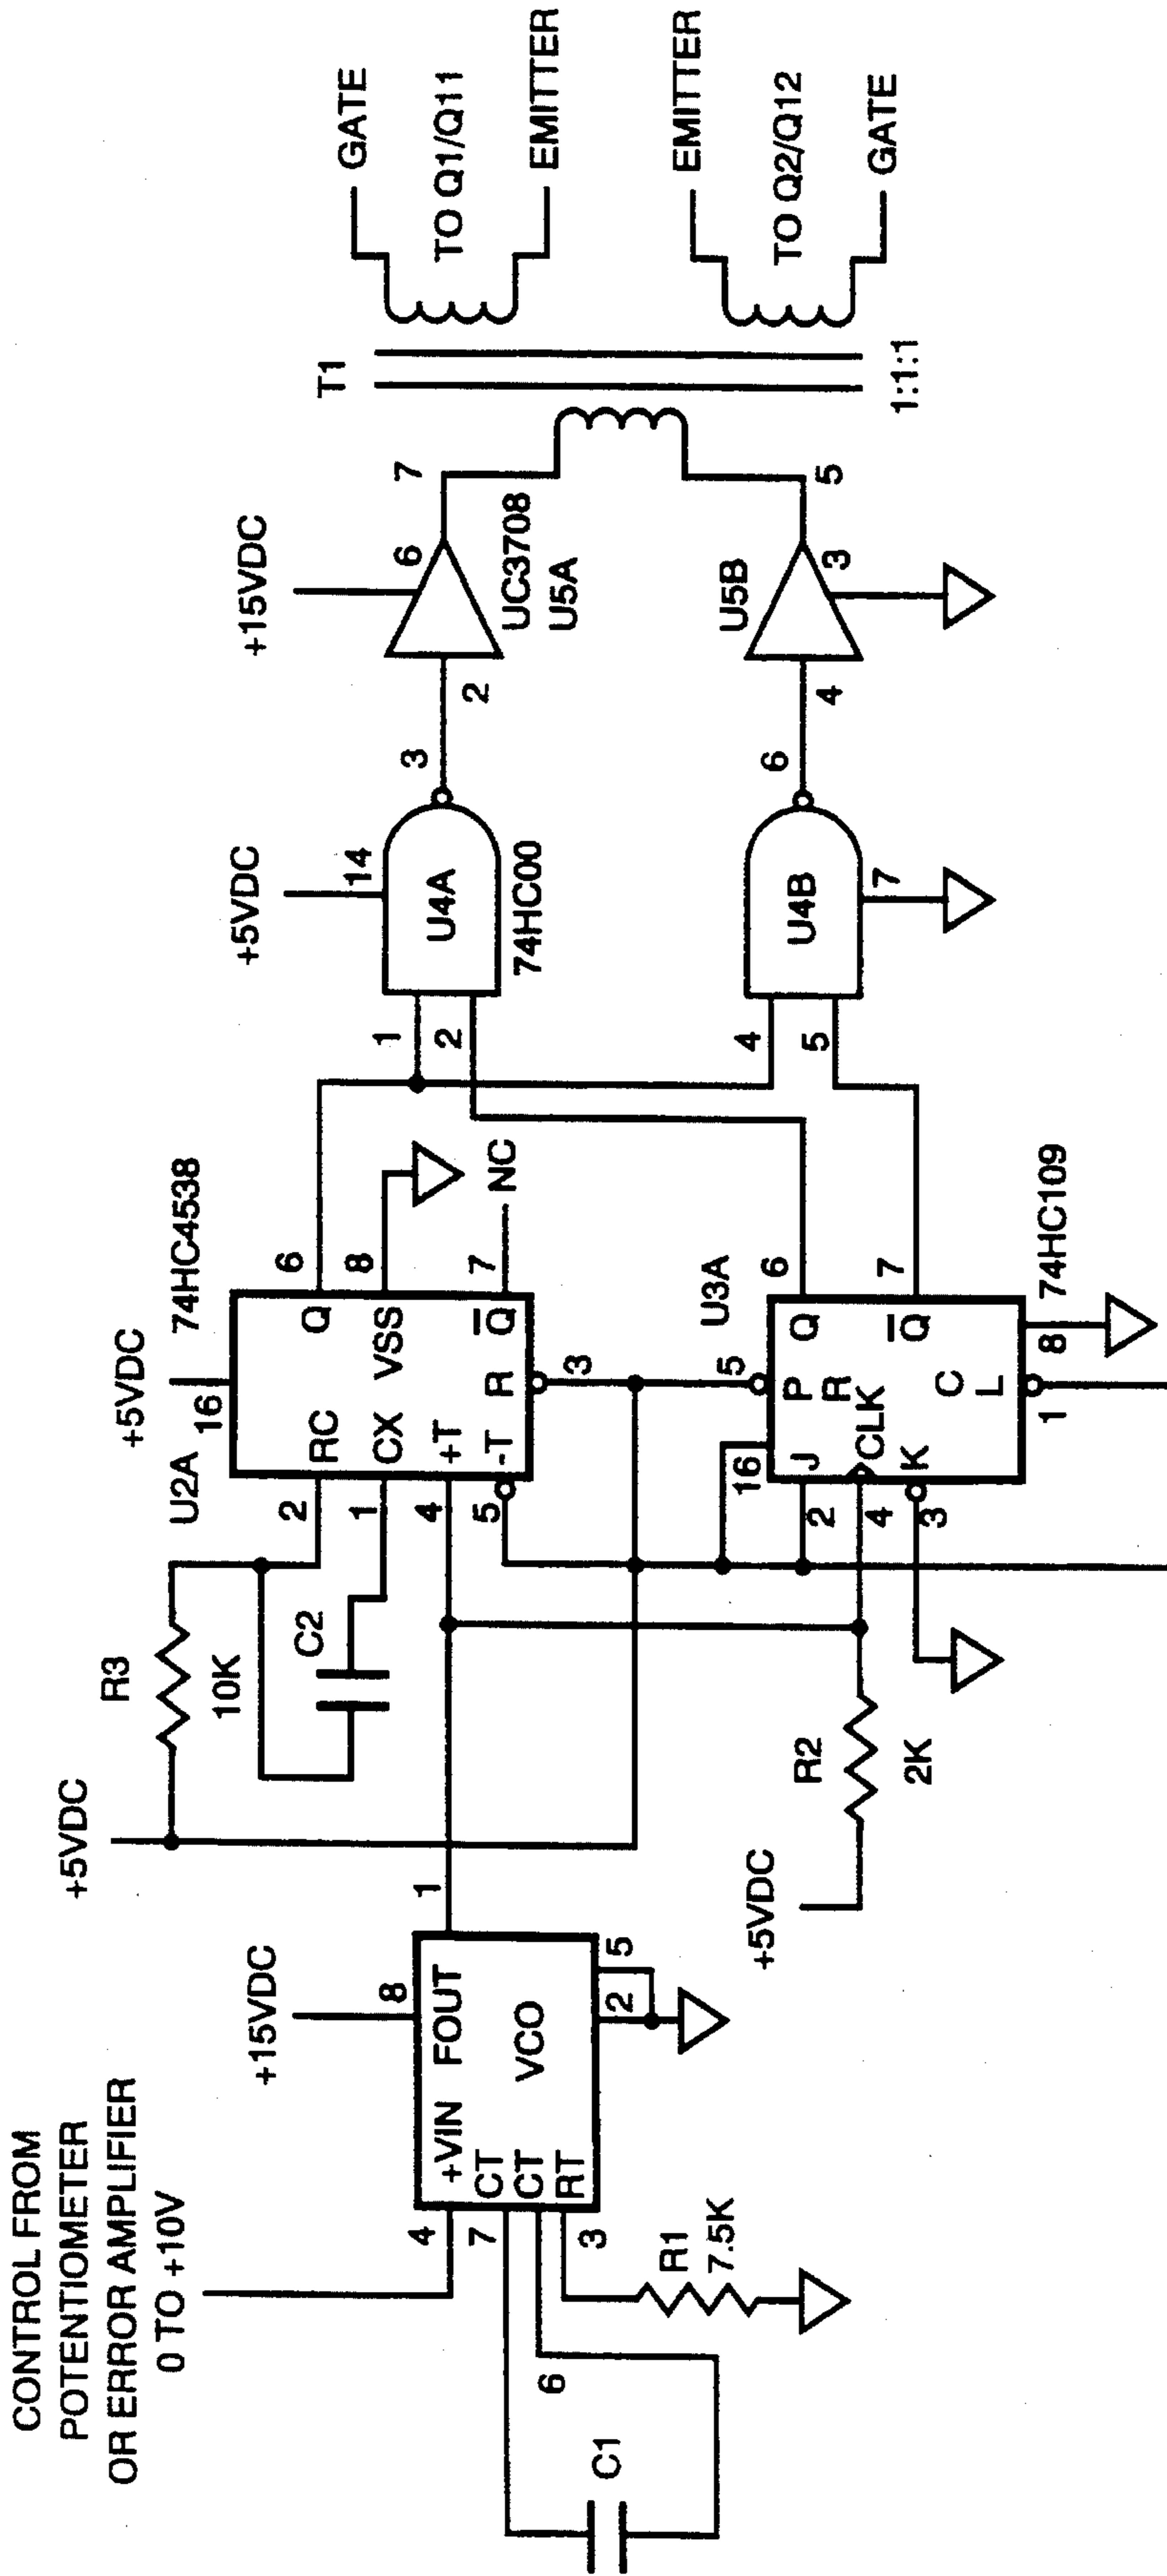 CONTROL FROM
POTENTIOMETER
OR ERROR AMPLIFIER
0 TO +10V
+15VDC
8
4
+VIN
FOUT
1
7
CT
CT
VCO
6
RT
3
2
5
C1
R1
7.5K
+5VDC
R3
10K
C2
+5VDC
R2
2K
U2A
+5VDC
16
74HC4538
2
RC
Q
6
1
CX
VSS
8
4
+T
5
-T
R
Q
7
NC
3
U3A
5
16
P
R
J
2
Q
6
CLK
4
Q
7
K
3
C
L
1
8
74HC109
+5VDC
14
1
2
U4A
3
74HC00
4
5
U4B
6
7
+15VDC
6
2
7
UC3708
U5A
U5B
4
3
5
T1
1:1:1
GATE
TO Q1/Q11
EMITTER
EMITTER
TO Q2/Q12
GATE